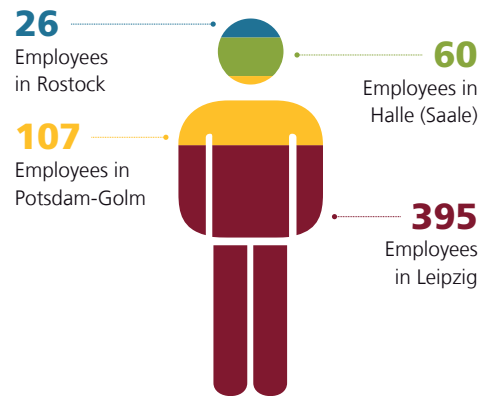 26
Employees
in Rostock
60
Employees in
Halle (Saale)
107
Employees in
Potsdam-Golm
395
Employees
in Leipzig